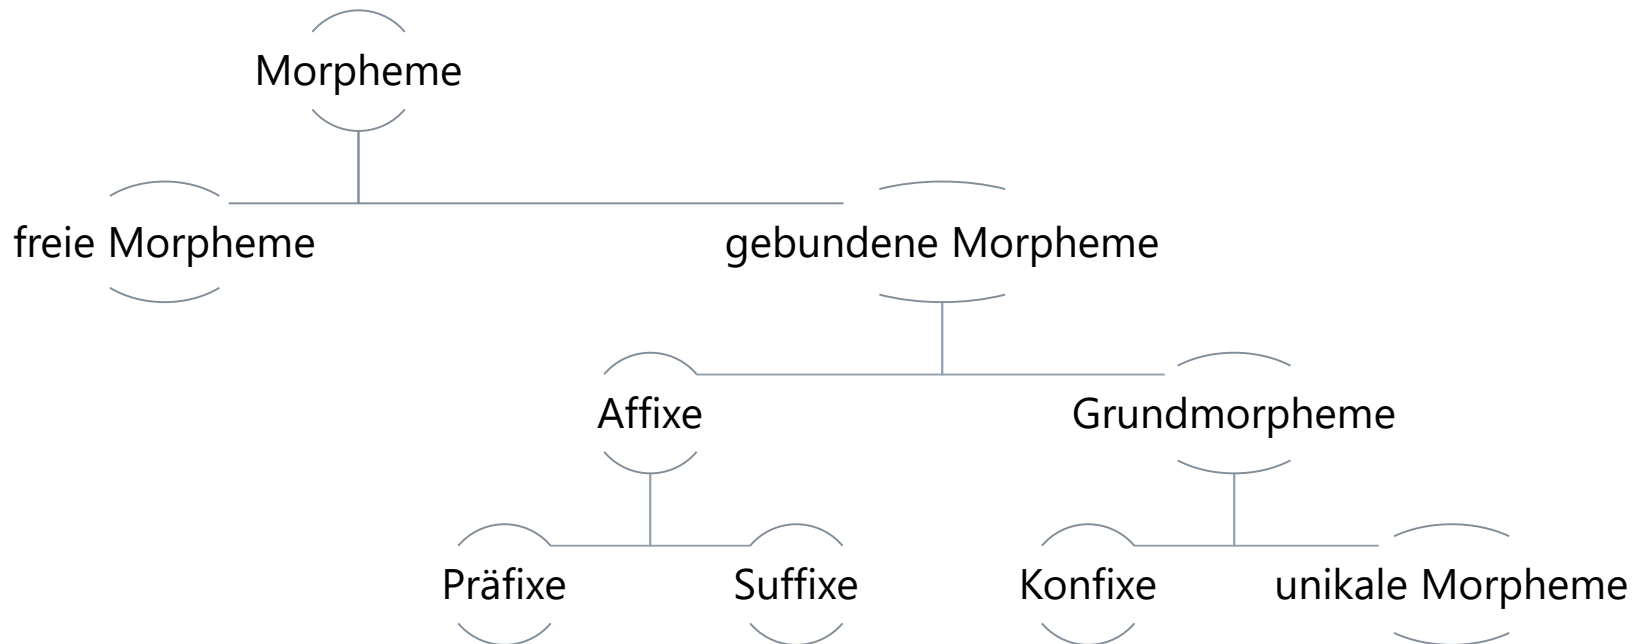 Morpheme
freie Morpheme
gebundene Morpheme
Affixe
Grundmorpheme
Präfixe
Suffixe
Konfixe
unikale Morpheme